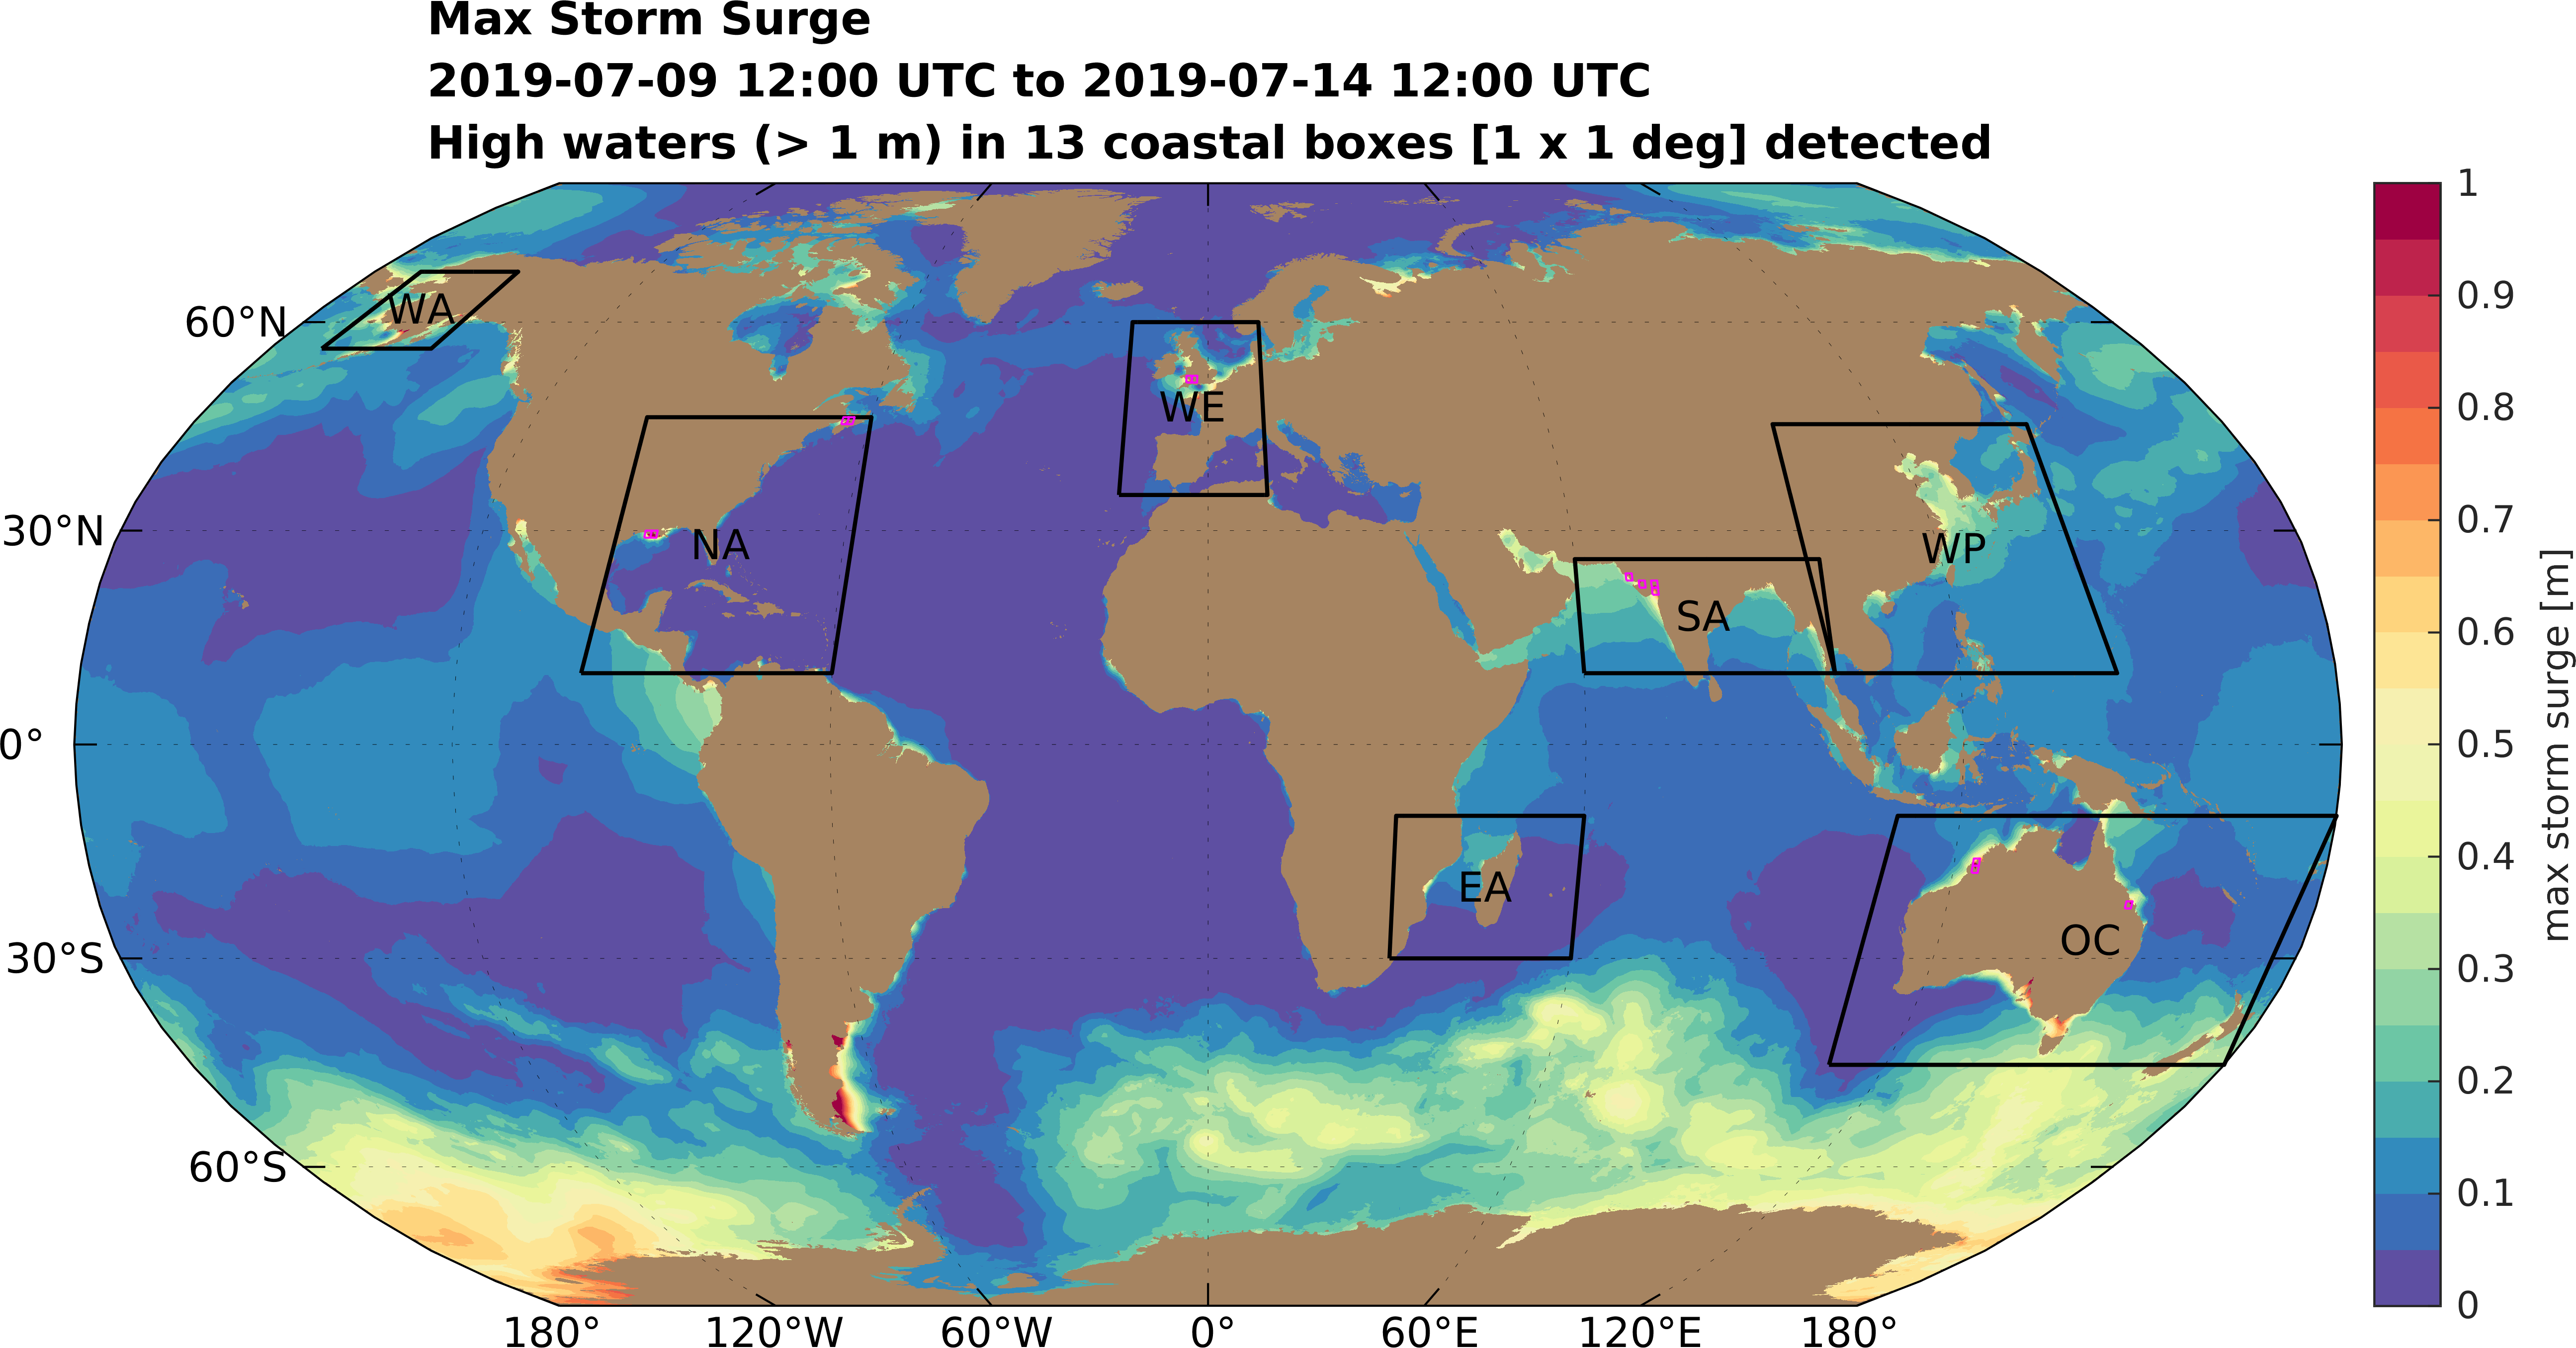 Max Storm Surge
2019-07-09 12:00 UTC to 2019-07-14 12:00 UTC
High waters (> 1 m) in 13 coastal boxes [1 x 1 deg] detected
60°N
30°N
0°
30°S
60°S
180°
120°W
60°W
0°
60°E
120°E
180°
WA
WE
NA
WP
SA
EA
OC
1
0.9
0.8
0.7
0.6
0.5
0.4
0.3
0.2
0.1
0
max storm surge [m]